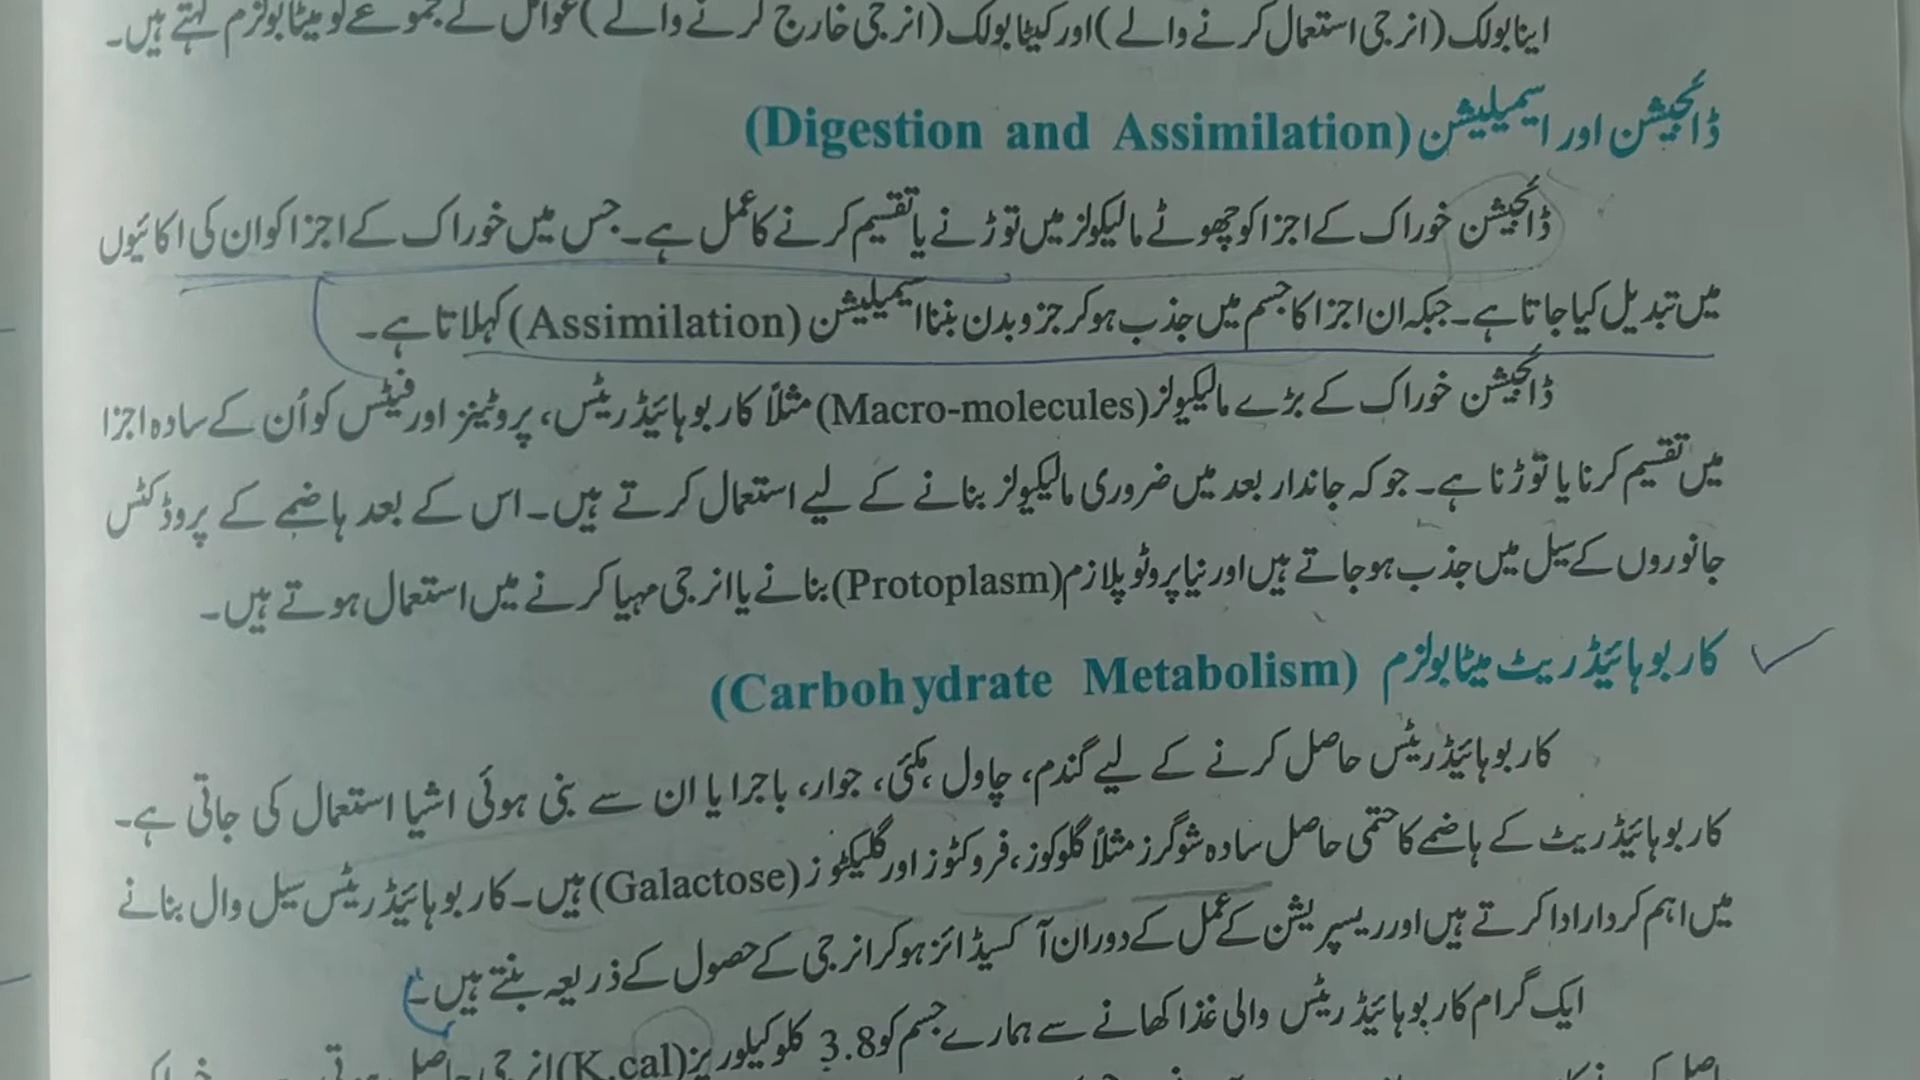 اینابولک (انرجی استعمال کرنے والے) اور کیٹابولک (انرجی خارج کرنے والے) عوامل کے مجموعے کو میٹابولزم کہتے ہیں۔
ڈائجیشن اور اسیمیلیشن (Digestion and Assimilation)
ڈائجیشن خوراک کے اجزا کو چھوٹے مالیکولز میں توڑنے یا تقسیم کرنے کا عمل ہے۔ جس میں خوراک کے اجزا کو ان کی اکائیوں
میں تبدیل کیا جاتا ہے۔ جبکہ ان اجزا کا جسم میں جذب ہو کر جزو بدن بننا اسیمیلیشن (Assimilation) کہلاتا ہے۔
ڈائجیشن خوراک کے بڑے مالیکیولز (Macro-molecules) مثلاً کاربوہائیڈریٹس، پروٹینز اور فیٹس کو اُن کے سادہ اجزا
میں تقسیم کرنا یا توڑنا ہے۔ جو کہ جاندار بعد میں ضروری مالیکیولز بنانے کے لیے استعمال کرتے ہیں۔ اس کے بعد ہاضمے کے پروڈکٹس
جانوروں کے سیل میں جذب ہو جاتے ہیں اور نیا پروٹوپلازم (Protoplasm) بنانے یا انرجی مہیا کرنے میں استعمال ہوتے ہیں۔
کاربوہائیڈریٹ میٹابولزم (Carbohydrate Metabolism)
کاربوہائیڈریٹس حاصل کرنے کے لیے گندم، چاول، مکئی، جوار، باجرا یا ان سے بنی ہوئی اشیا استعمال کی جاتی ہے۔
کاربوہائیڈریٹ کے ہاضمے کا حتمی حاصل سادہ شوگرز مثلاً گلوکوز، فروکٹوز اور گلیکٹوز (Galactose) ہیں۔ کاربوہائیڈریٹس سیل وال بنانے
میں اہم کردار ادا کرتے ہیں اور ریسپریشن کے عمل کے دوران آکسیڈائز ہو کر انرجی کے حصول کے ذریعہ بنتے ہیں۔
ایک گرام کاربوہائیڈریٹس والی غذا کھانے سے ہمارے جسم کو 3.8 کلو کیلوریز (K.cal) انرجی حاصل ہوتی